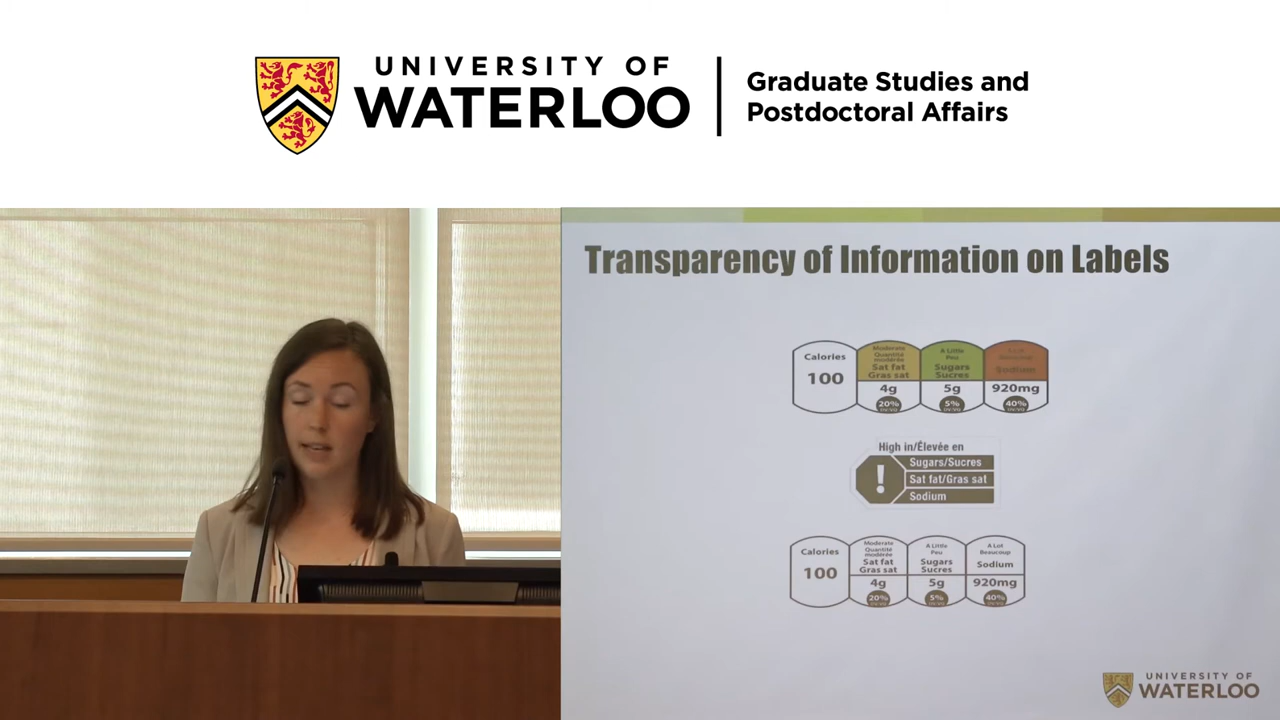 UNIVERSITY OF
WATERLOO
Graduate Studies and
Postdoctoral Affairs
Transparency of Information on Labels
Calories
100
Moderate
Quantité
modérée
Sat fat
Gras sat
4g
20%
A Little
Peu
Sugars
Sucres
5g
5%
A Lot
Beaucoup
Sodium
920mg
40%
High in/Élevée en
!
Sugars/Sucres
Sat fat/Gras sat
Sodium
Calories
100
Moderate
Quantité
modérée
Sat fat
Gras sat
4g
20%
A Little
Peu
Sugars
Sucres
5g
5%
A Lot
Beaucoup
Sodium
920mg
40%
UNIVERSITY OF
WATERLOO